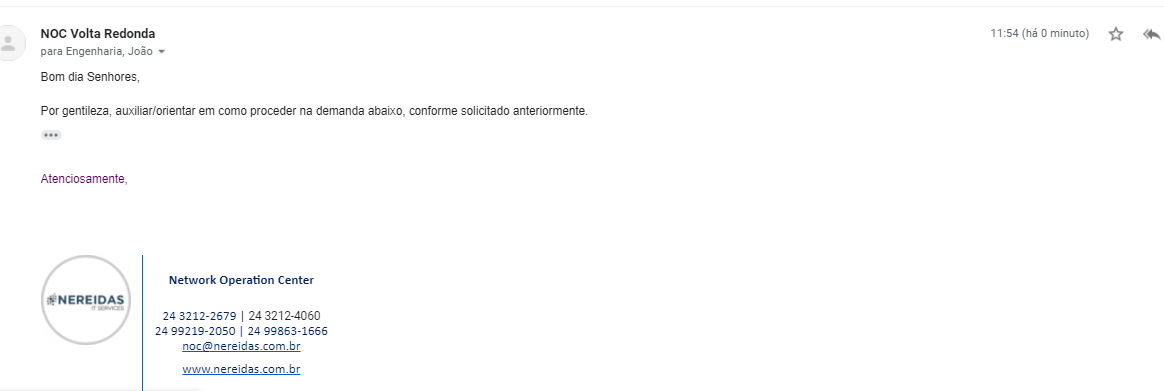 NOC Volta Redonda
11:54 (há 0 minuto)
para Engenharia, João
Bom dia Senhores,
Por gentileza, auxiliar/orientar em como proceder na demanda abaixo, conforme solicitado anteriormente.
Atenciosamente,
NEREIDAS
IT SERVICES
Network Operation Center
24 3212-2679 | 24 3212-4060
24 99219-2050 | 24 99863-1666
noc@nereidas.com.br
www.nereidas.com.br